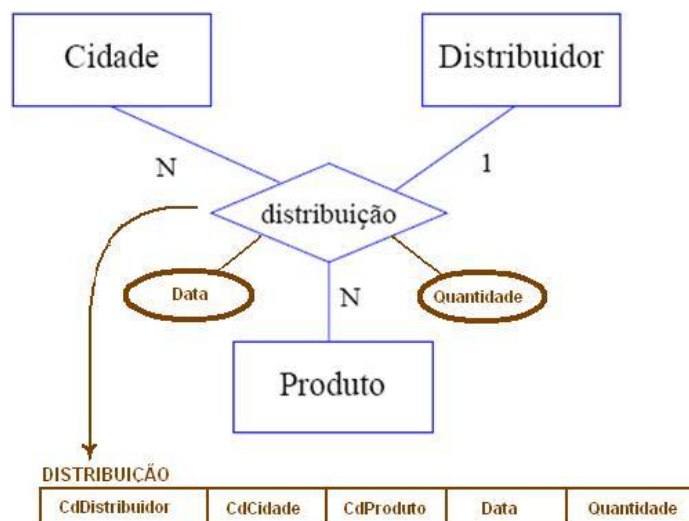 Cidade
Distribuidor
N
1
distribuição
Data
Quantidade
N
Produto
DISTRIBUIÇÃO
CdDistribuidor CdCidade CdProduto Data Quantidade